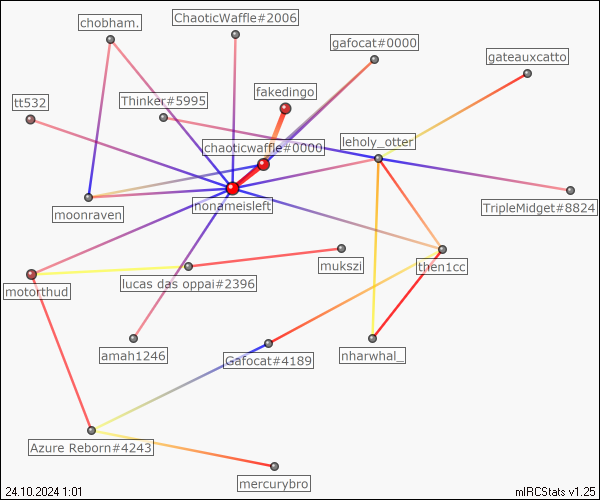 ChaoticWaffle#2006
chobham.
gafocat#0000
gateauxcatto
fakedingo
Thinker#5995
tt532
leholy_otter
chaoticwaffle#0000
nonameisleft
TripleMidget#8824
moonraven
mukszi
then1cc
lucas das oppai#2396
motorthud
amah1246
nharwhal_
Gafocat#4189
Azure Reborn#4243
mercurybro
24.10.2024 1:01
mIRCStats v1.25